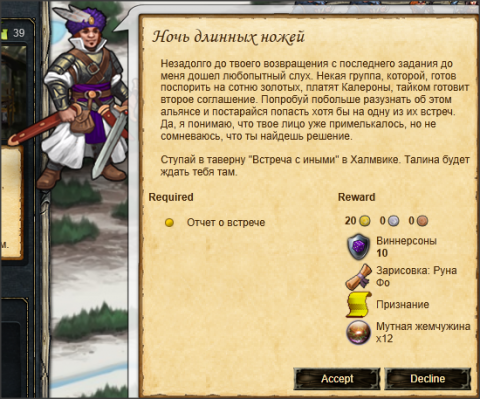 39
Ночь длинных ножей
Незадолго до твоего возвращения с последнего задания до
меня дошел любопытный слух. Некая группа, которой, готов
поспорить на сотню золотых, платят Калероны, тайком готовит
второе соглашение. Попробуй побольше разузнать об этом
альянсе и постарайся попасть хотя бы на одну из их встреч.
Да, я понимаю, что твое лицо уже примелькалось, но не
сомневаюсь, что ты найдешь решение.
Ступай в таверну "Встреча с иными" в Халмвике. Талина будет
ждать тебя там.
Required
Отчет о встрече
Reward
20 0 0
Виннерсоны
10
Зарисовка: Руна
Фо
Признание
Мутная жемчужина
x12
м.
Accept
Decline